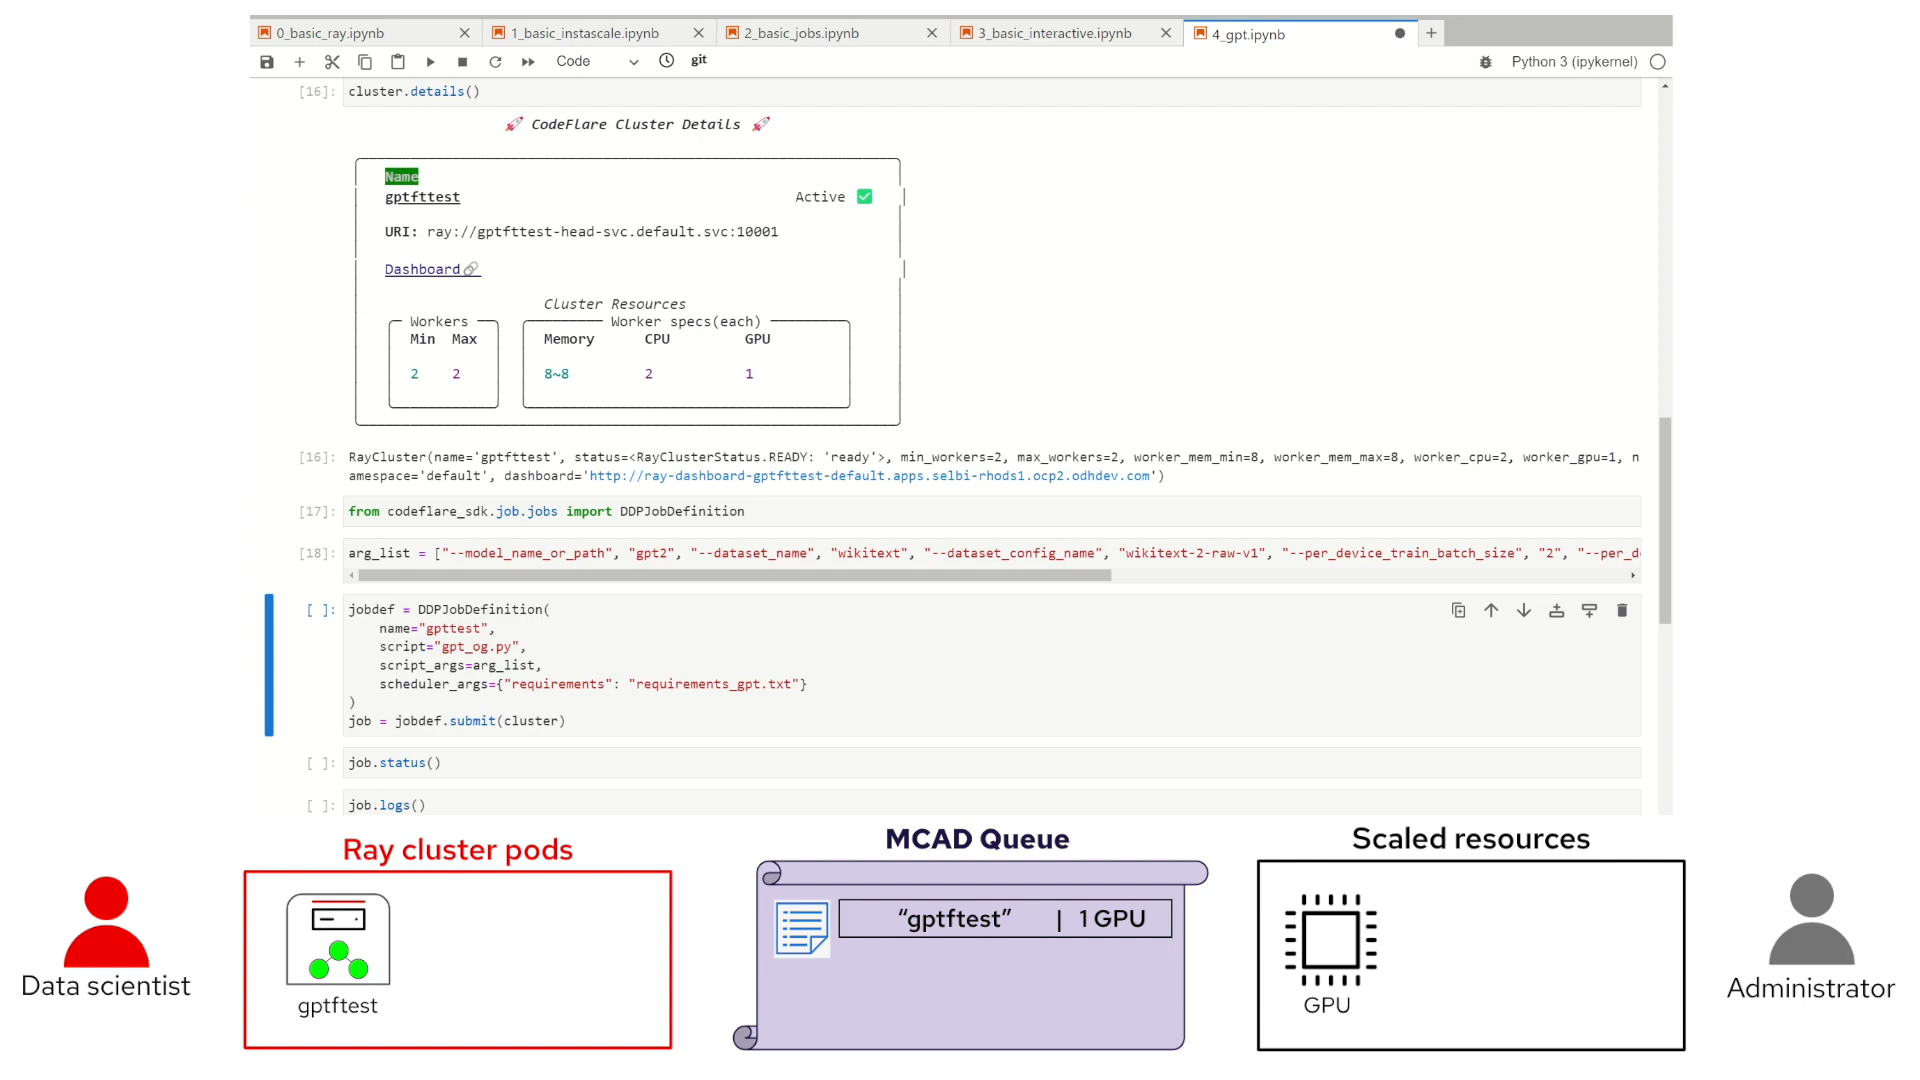 0_basic_ray.ipynb
1_basic_instascale.ipynb
2_basic_jobs.ipynb
3_basic_interactive.ipynb
4_gpt.ipynb
Code
git
Python 3 (ipykernel)
[16]: cluster.details()
🚀 CodeFlare Cluster Details 🚀
Name
gptfttest Active ✅
URI: ray://gptfttest-head-svc.default.svc:10001
Dashboard🔗
Cluster Resources
Workers Worker specs(each)
Min Max Memory CPU GPU
2 2 8~8 2 1
[16]: RayCluster(name='gptfttest', status=<RayClusterStatus.READY: 'ready'>, min_workers=2, max_workers=2, worker_mem_min=8, worker_mem_max=8, worker_cpu=2, worker_gpu=1, n
amespace='default', dashboard='http://ray-dashboard-gptfttest-default.apps.selbi-rhods1.ocp2.odhdev.com')
[17]: from codeflare_sdk.job.jobs import DDPJobDefinition
[18]: arg_list = ["--model_name_or_path", "gpt2", "--dataset_name", "wikitext", "--dataset_config_name", "wikitext-2-raw-v1", "--per_device_train_batch_size", "2", "--per_d
[ ]: jobdef = DDPJobDefinition(
name="gpttest",
script="gpt_og.py",
script_args=arg_list,
scheduler_args={"requirements": "requirements_gpt.txt"}
)
job = jobdef.submit(cluster)
[ ]: job.status()
[ ]: job.logs()
Ray cluster pods
MCAD Queue
Scaled resources
"gptftest" | 1 GPU
Data scientist
gptftest
GPU
Administrator